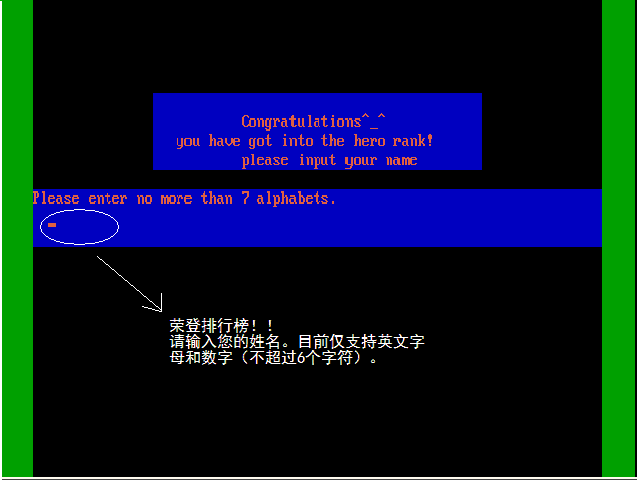 Congratulations^_^
you have got into the hero rank!
please input your name
Please enter no more than 7 alphabets.
荣登排行榜！！
请输入您的姓名。目前仅支持英文字
母和数字（不超过6个字符）。